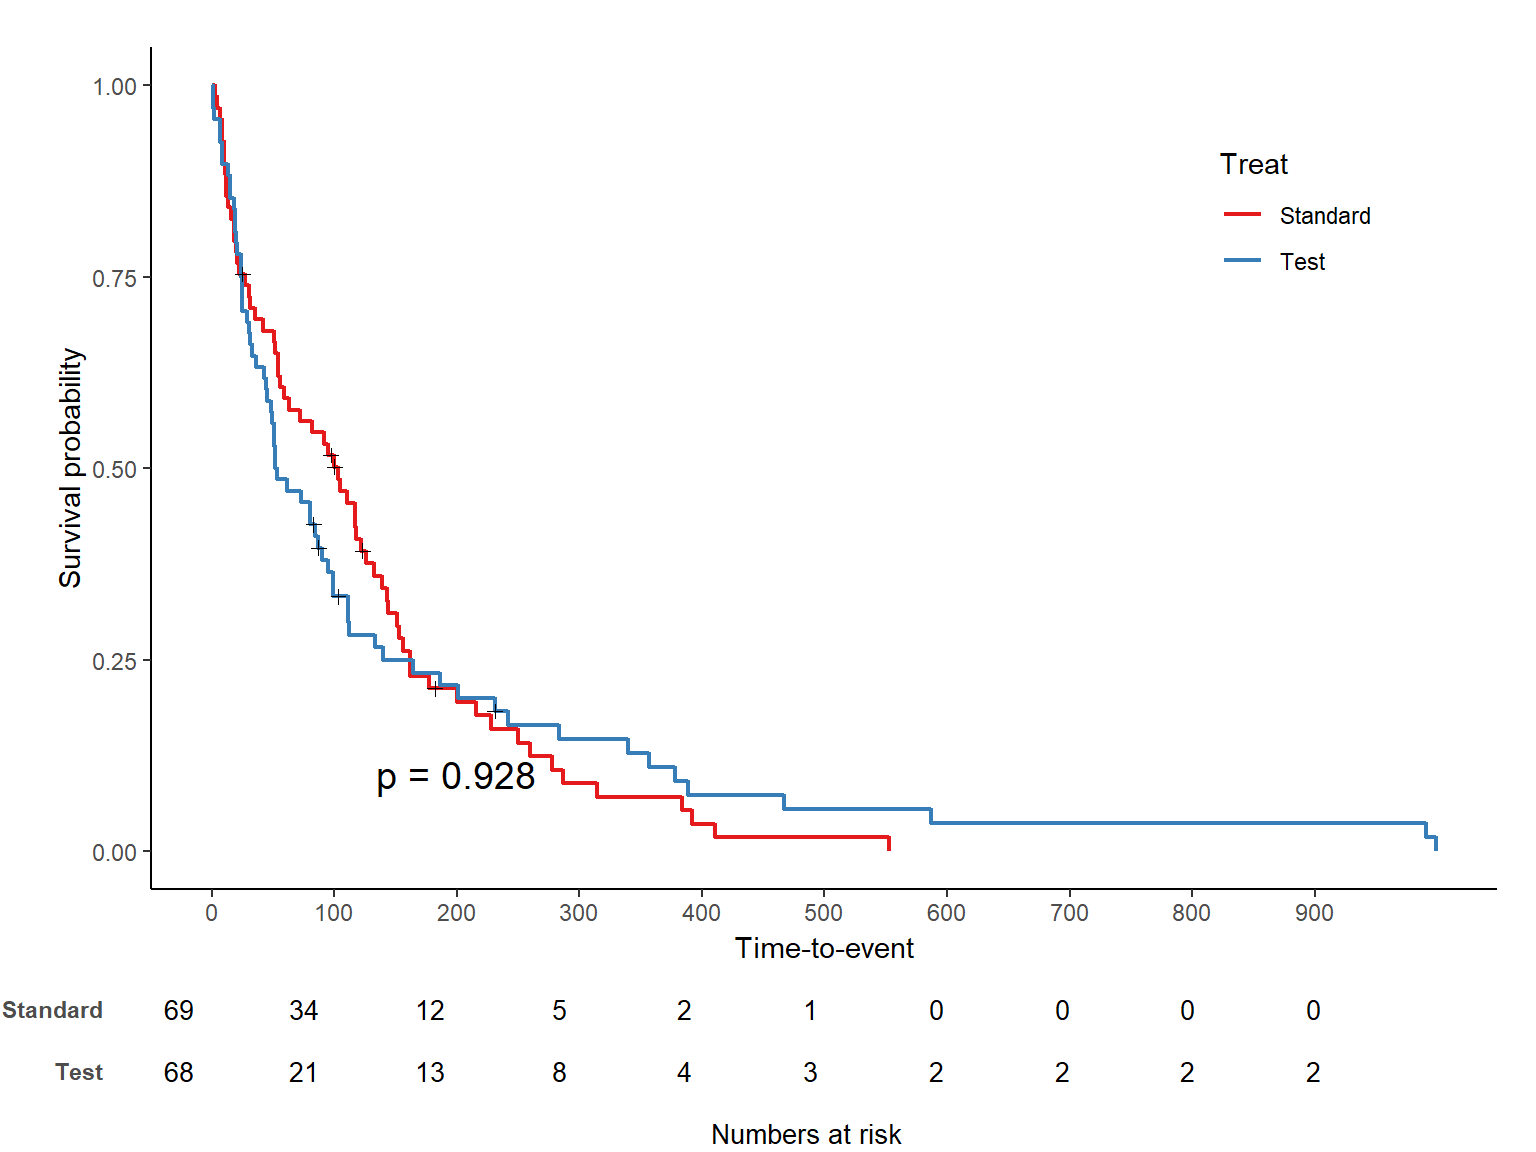 1.00
0.75
0.50
0.25
0.00
Survival probability
Treat
Standard
Test
p = 0.928
0 100 200 300 400 500 600 700 800 900
Time-to-event
Standard 69 34 12 5 2 1 0 0 0 0
Test 68 21 13 8 4 3 2 2 2 2
Numbers at risk